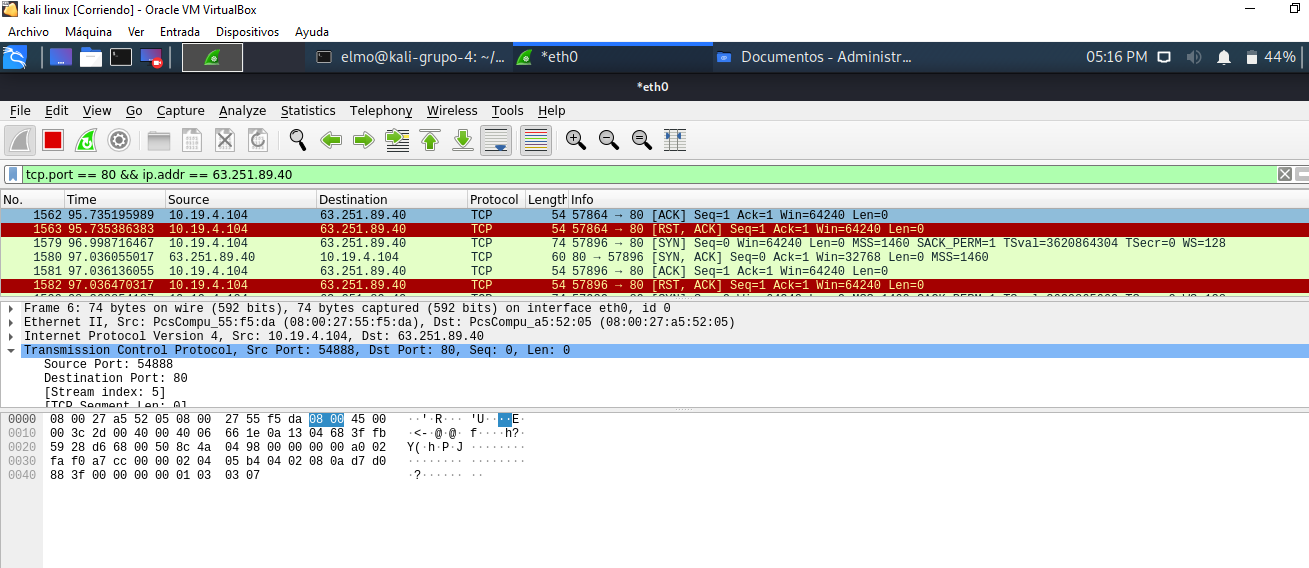 kali linux [Corriendo] - Oracle VM VirtualBox
Archivo Máquina Ver Entrada Dispositivos Ayuda
elmo@kali-grupo-4: ~/... *eth0 Documentos - Administr... 05:16 PM 44%
*eth0
File Edit View Go Capture Analyze Statistics Telephony Wireless Tools Help
tcp.port == 80 && ip.addr == 63.251.89.40
No. Time Source Destination Protocol Length Info
1562 95.735195989 10.19.4.104 63.251.89.40 TCP 54 57864 → 80 [ACK] Seq=1 Ack=1 Win=64240 Len=0
1563 95.735386383 10.19.4.104 63.251.89.40 TCP 54 57864 → 80 [RST, ACK] Seq=1 Ack=1 Win=64240 Len=0
1579 96.998716467 10.19.4.104 63.251.89.40 TCP 74 57896 → 80 [SYN] Seq=0 Win=64240 Len=0 MSS=1460 SACK_PERM=1 TSval=3620864304 TSecr=0 WS=128
1580 97.036055017 63.251.89.40 10.19.4.104 TCP 60 80 → 57896 [SYN, ACK] Seq=0 Ack=1 Win=32768 Len=0 MSS=1460
1581 97.036136055 10.19.4.104 63.251.89.40 TCP 54 57896 → 80 [ACK] Seq=1 Ack=1 Win=64240 Len=0
1582 97.036470317 10.19.4.104 63.251.89.40 TCP 54 57896 → 80 [RST, ACK] Seq=1 Ack=1 Win=64240 Len=0
Frame 6: 74 bytes on wire (592 bits), 74 bytes captured (592 bits) on interface eth0, id 0
Ethernet II, Src: PcsCompu_55:f5:da (08:00:27:55:f5:da), Dst: PcsCompu_a5:52:05 (08:00:27:a5:52:05)
Internet Protocol Version 4, Src: 10.19.4.104, Dst: 63.251.89.40
Transmission Control Protocol, Src Port: 54888, Dst Port: 80, Seq: 0, Len: 0
Source Port: 54888
Destination Port: 80
[Stream index: 5]
[TCP Segment Len: 0]
0000 08 00 27 a5 52 05 08 00 27 55 f5 da 08 00 45 00 ··'·R··· 'U····E·
0010 00 3c 2d 00 40 00 40 06 66 1e 0a 13 04 68 3f fb ·<-·@·@· f····h?·
0020 59 28 d6 68 00 50 8c 4a 04 98 00 00 00 00 a0 02 Y(·h·P·J ········
0030 fa f0 a7 cc 00 00 02 04 05 b4 04 02 08 0a d7 d0 ········ ········
0040 88 3f 00 00 00 00 01 03 03 07 ·?······ ··